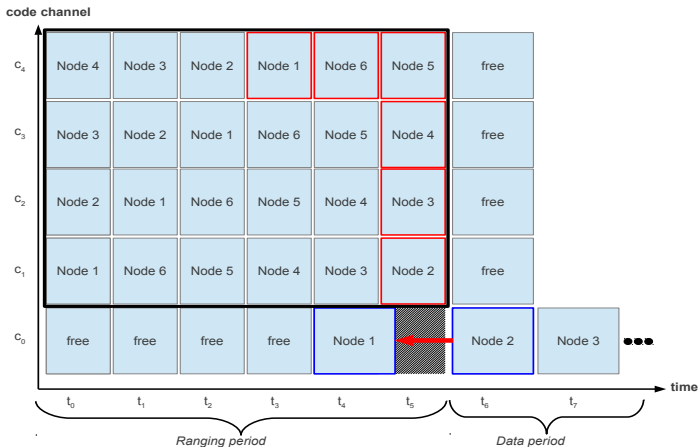 code channel
C4 Node 4 Node 3 Node 2 Node 1 Node 6 Node 5 free
C3 Node 3 Node 2 Node 1 Node 6 Node 5 Node 4 free
C2 Node 2 Node 1 Node 6 Node 5 Node 4 Node 3 free
C1 Node 1 Node 6 Node 5 Node 4 Node 3 Node 2 free
C0 free free free free Node 1 Node 2 Node 3
time
t0 t1 t2 t3 t4 t5 t6 t7
Ranging period Data period